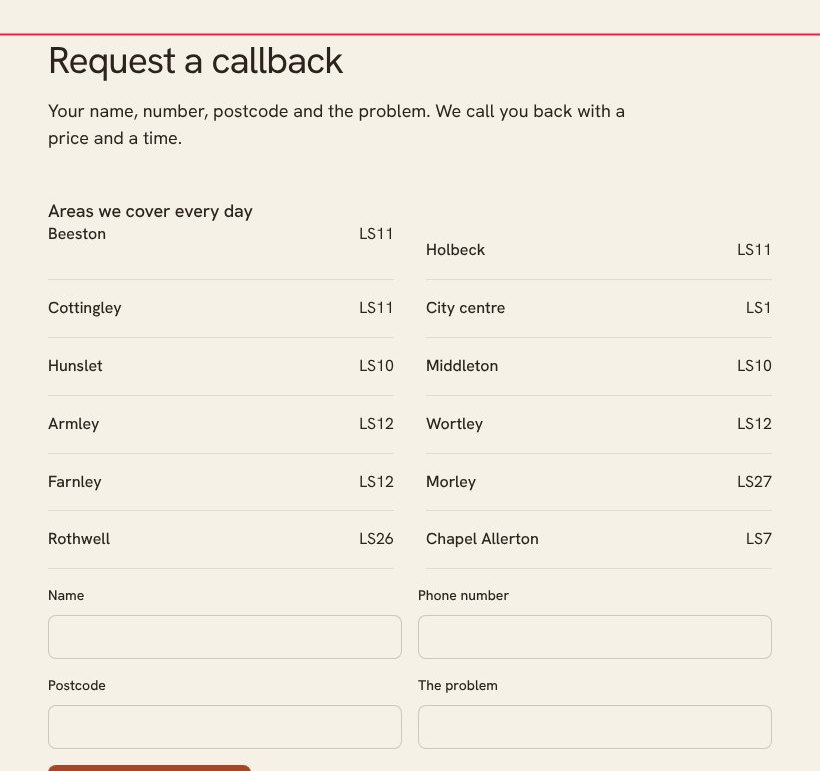 Request a callback
Your name, number, postcode and the problem. We call you back with a
price and a time.
Areas we cover every day
Beeston LS11
Holbeck LS11
Cottingley LS11
City centre LS1
Hunslet LS10
Middleton LS10
Armley LS12
Wortley LS12
Farnley LS12
Morley LS27
Rothwell LS26
Chapel Allerton LS7
Name
Phone number
Postcode
The problem